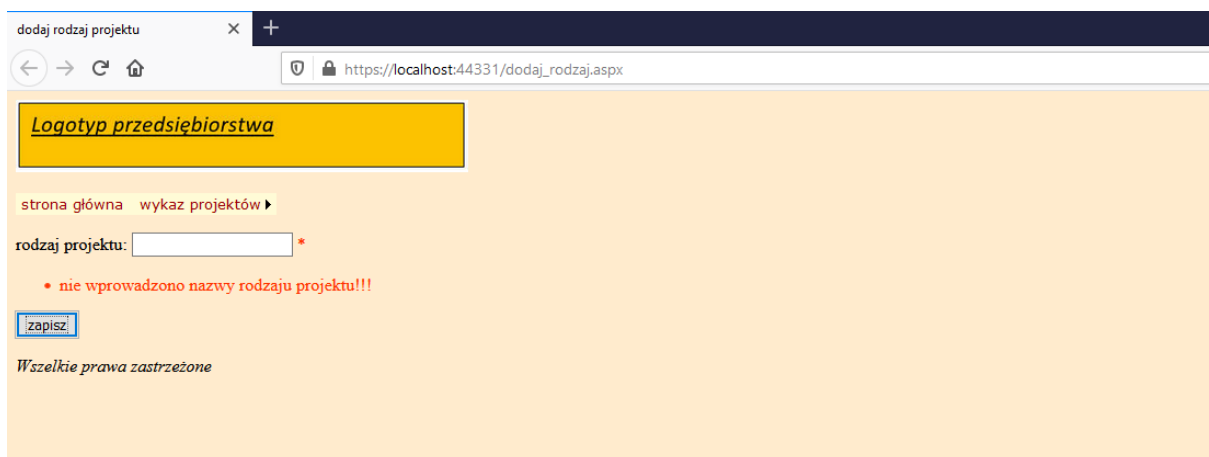 dodaj rodzaj projektu
https://localhost:44331/dodaj_rodzaj.aspx
Logotyp przedsiębiorstwa
strona główna wykaz projektów
rodzaj projektu: *
• nie wprowadzono nazwy rodzaju projektu!!!
zapisz
Wszelkie prawa zastrzeżone